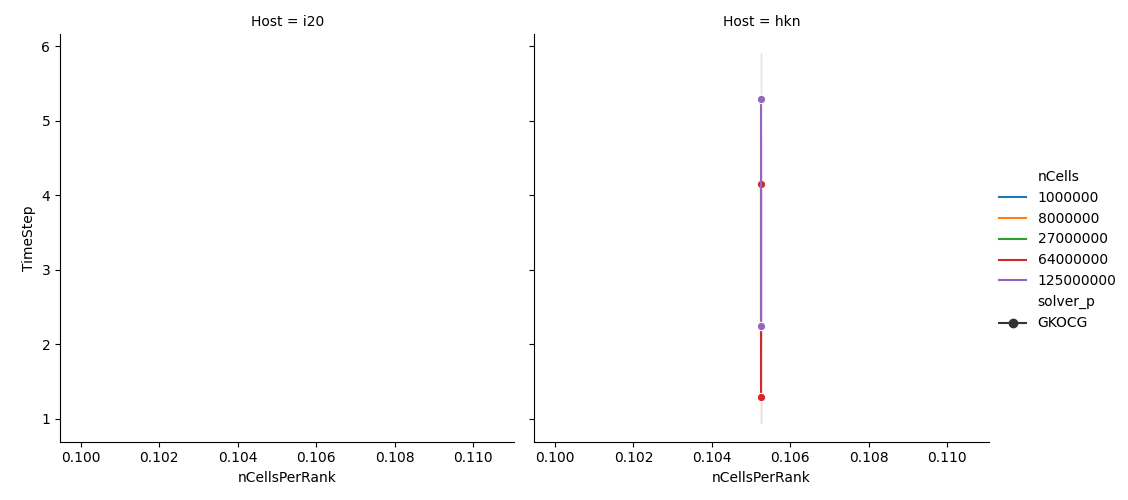 Host = i20
Host = hkn
6
5
4
3
2
1
TimeStep
0.100 0.102 0.104 0.106 0.108 0.110
0.100 0.102 0.104 0.106 0.108 0.110
nCellsPerRank
nCellsPerRank
nCells
1000000
8000000
27000000
64000000
125000000
solver_p
GKOCG